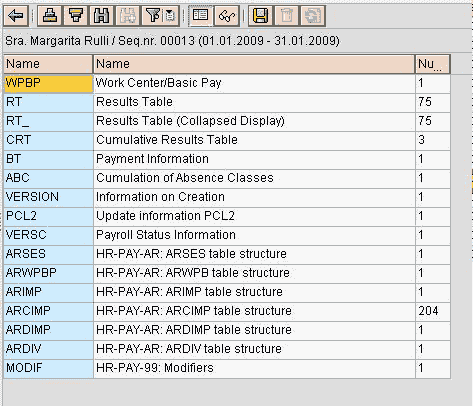 Sra. Margarita Rulli / Seq.nr. 00013 (01.01.2009 - 31.01.2009)
Name Name Nu...
WPBP Work Center/Basic Pay 1
RT Results Table 75
RT_ Results Table (Collapsed Display) 75
CRT Cumulative Results Table 3
BT Payment Information 1
ABC Cumulation of Absence Classes 1
VERSION Information on Creation 1
PCL2 Update information PCL2 1
VERSC Payroll Status Information 1
ARSES HR-PAY-AR: ARSES table structure 1
ARWPBP HR-PAY-AR: ARWPB table structure 1
ARIMP HR-PAY-AR: ARIMP table structure 1
ARCIMP HR-PAY-AR: ARCIMP table structure 204
ARDIMP HR-PAY-AR: ARDIMP table structure 1
ARDIV HR-PAY-AR: ARDIV table structure 1
MODIF HR-PAY-99: Modifiers 1